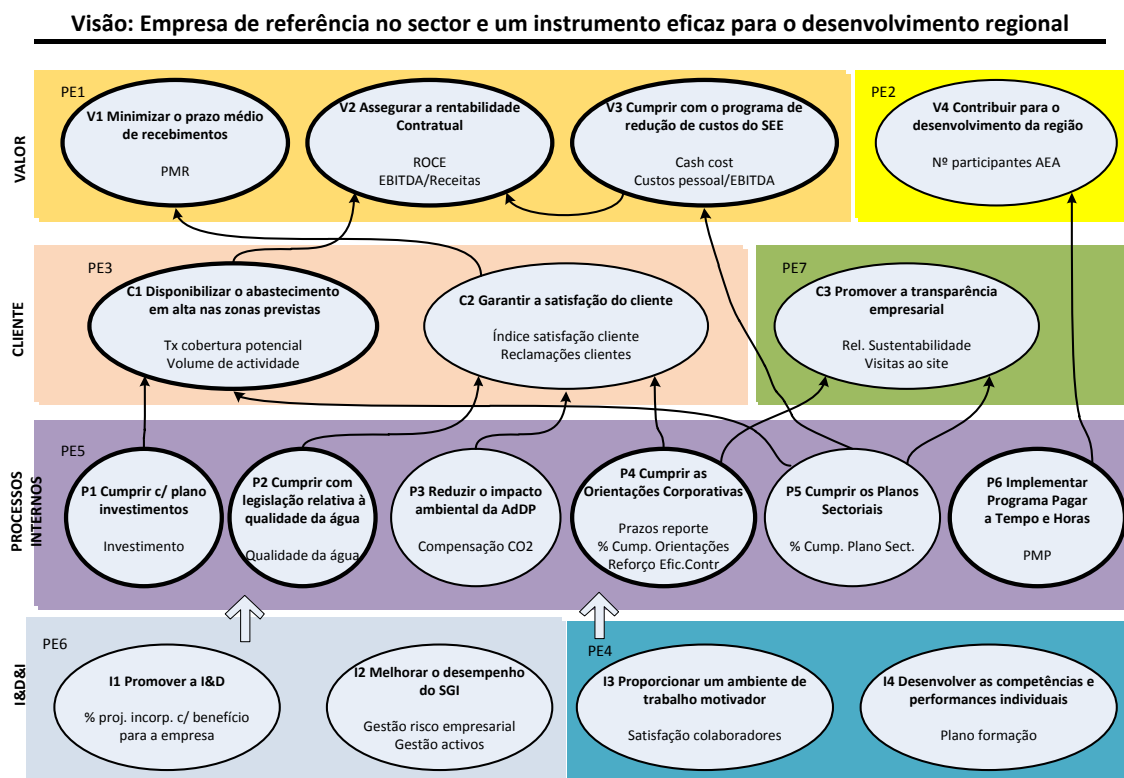 Visão: Empresa de referência no sector e um instrumento eficaz para o desenvolvimento regional
VALOR
PE1
V1 Minimizar o prazo médio
de recebimentos
PMR
V2 Assegurar a rentabilidade
Contratual
ROCE
EBITDA/Receitas
V3 Cumprir com o programa de
redução de custos do SEE
Cash cost
Custos pessoal/EBITDA
PE2
V4 Contribuir para o
desenvolvimento da região
Nº participantes AEA
CLIENTE
PE3
C1 Disponibilizar o abastecimento
em alta nas zonas previstas
Tx cobertura potencial
Volume de actividade
C2 Garantir a satisfação do cliente
Índice satisfação cliente
Reclamações clientes
PE7
C3 Promover a transparência
empresarial
Rel. Sustentabilidade
Visitas ao site
PROCESSOS
INTERNOS
PE5
P1 Cumprir c/ plano
investimentos
Investimento
P2 Cumprir com
legislação relativa à
qualidade da água
Qualidade da água
P3 Reduzir o impacto
ambiental da AdDP
Compensação CO2
P4 Cumprir as
Orientações Corporativas
Prazos reporte
% Cump. Orientações
Reforço Efic.Contr
P5 Cumprir os Planos
Sectoriais
% Cump. Plano Sect.
P6 Implementar
Programa Pagar
a Tempo e Horas
PMP
I&D&I
PE6
I1 Promover a I&D
% proj. incorp. c/ benefício
para a empresa
I2 Melhorar o desempenho
do SGI
Gestão risco empresarial
Gestão activos
PE4
I3 Proporcionar um ambiente de
trabalho motivador
Satisfação colaboradores
I4 Desenvolver as competências e
performances individuais
Plano formação